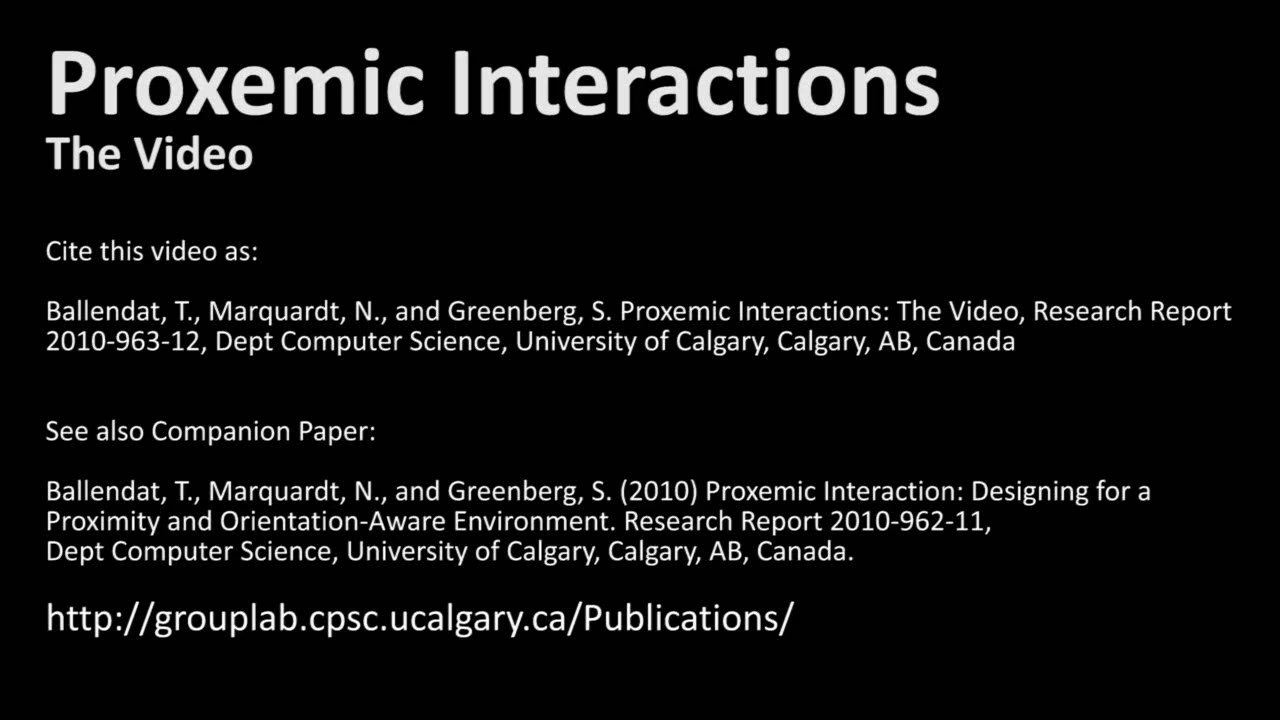 Proxemic Interactions
The Video
Cite this video as:
Ballendat, T., Marquardt, N., and Greenberg, S. Proxemic Interactions: The Video, Research Report
2010-963-12, Dept Computer Science, University of Calgary, Calgary, AB, Canada
See also Companion Paper:
Ballendat, T., Marquardt, N., and Greenberg, S. (2010) Proxemic Interaction: Designing for a
Proximity and Orientation-Aware Environment. Research Report 2010-962-11,
Dept Computer Science, University of Calgary, Calgary, AB, Canada.
http://grouplab.cpsc.ucalgary.ca/Publications/